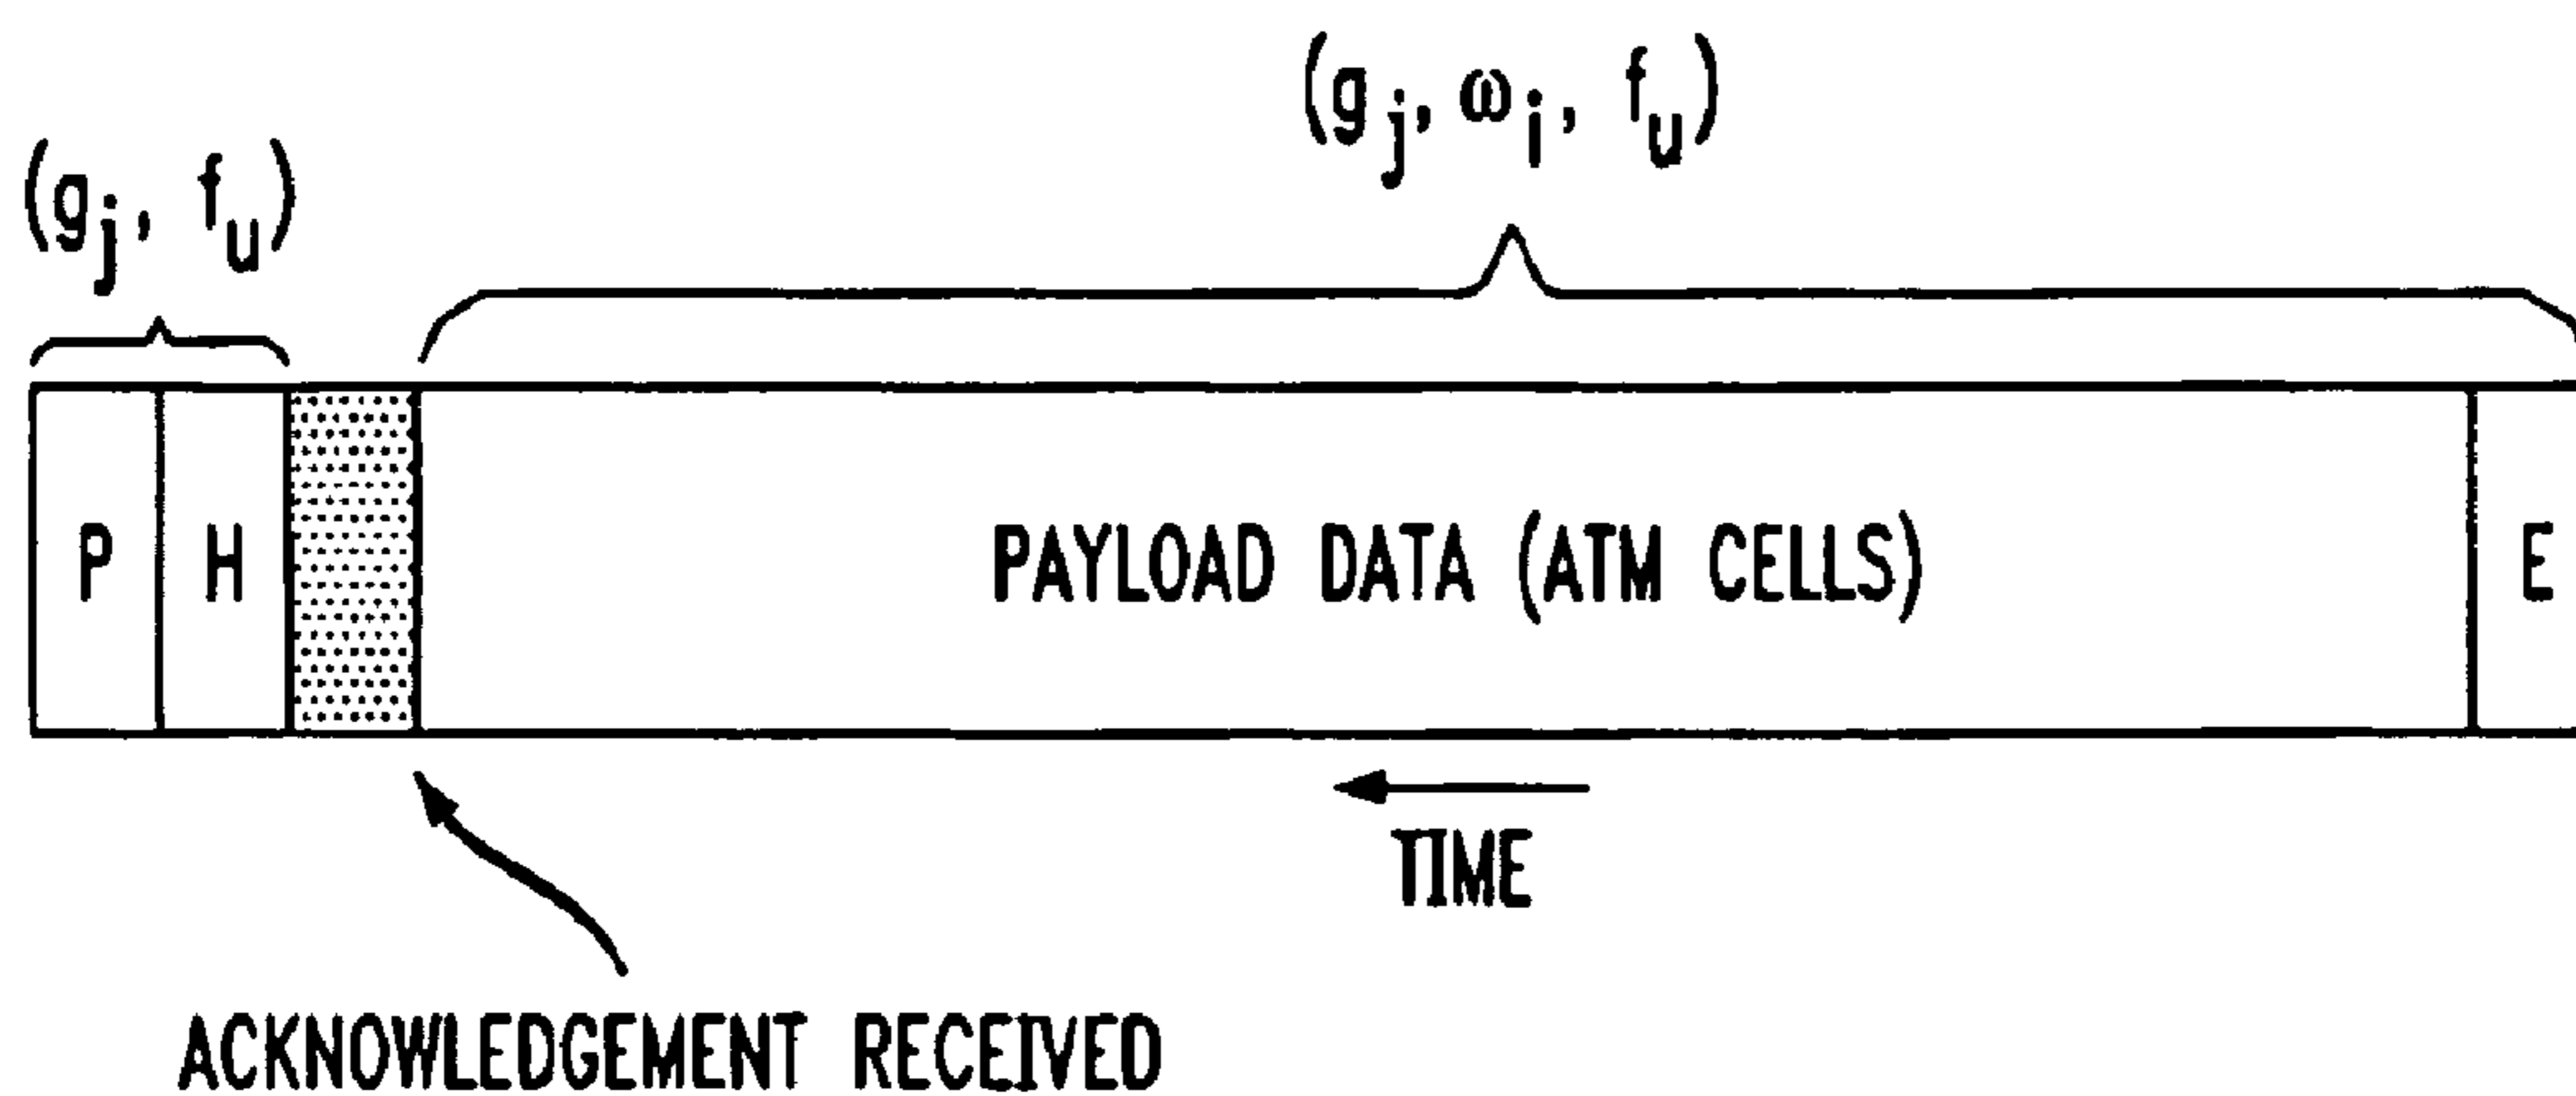 (g_j, ω_i, f_u)
(g_j, f_u)
P H PAYLOAD DATA (ATM CELLS) E
TIME
ACKNOWLEDGEMENT RECEIVED